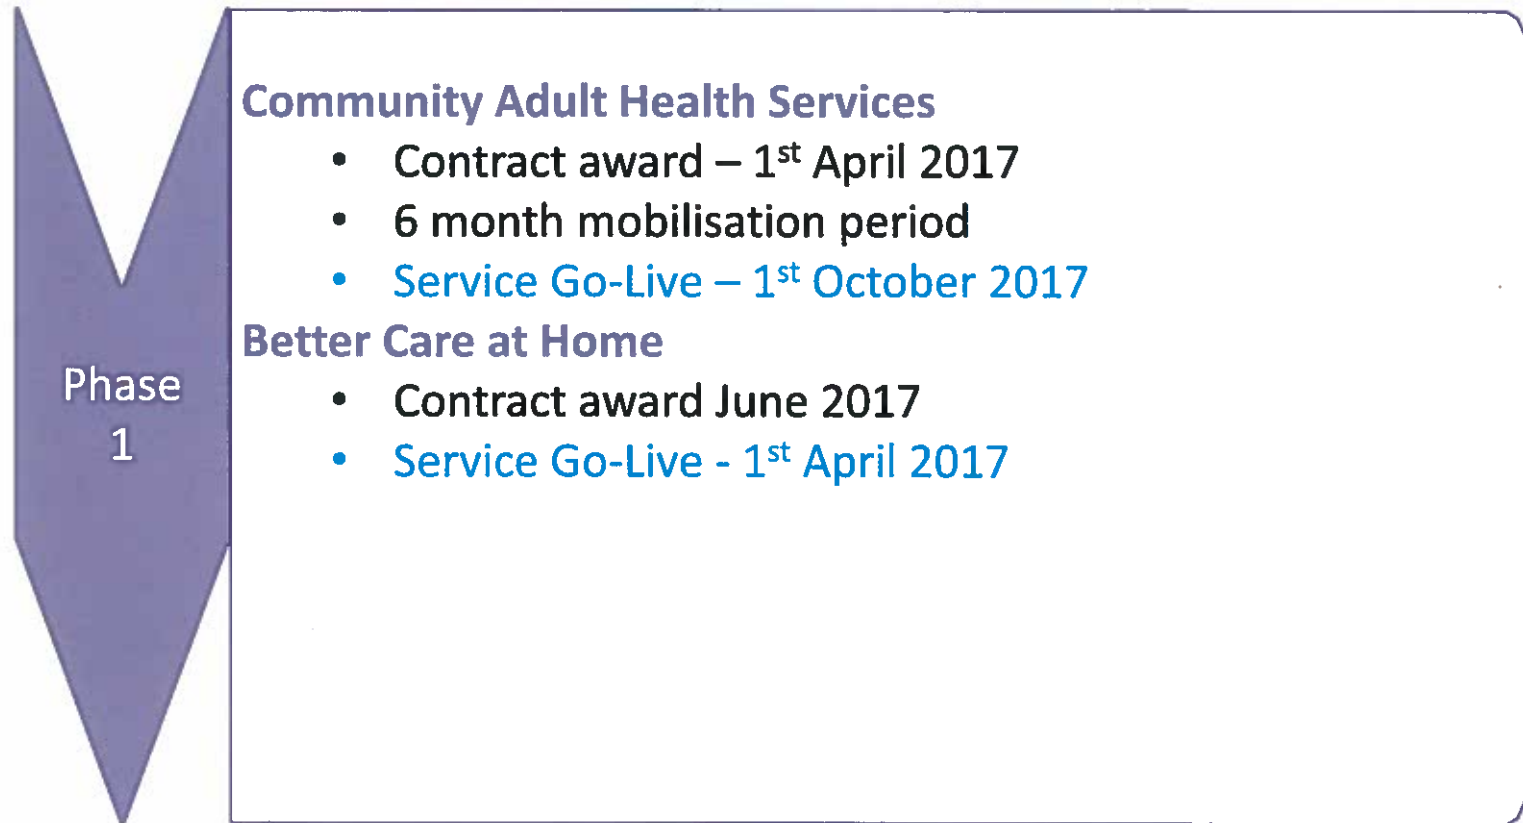 Phase
1
Community Adult Health Services
• Contract award – 1st April 2017
• 6 month mobilisation period
• Service Go-Live – 1st October 2017
Better Care at Home
• Contract award June 2017
• Service Go-Live - 1st April 2017